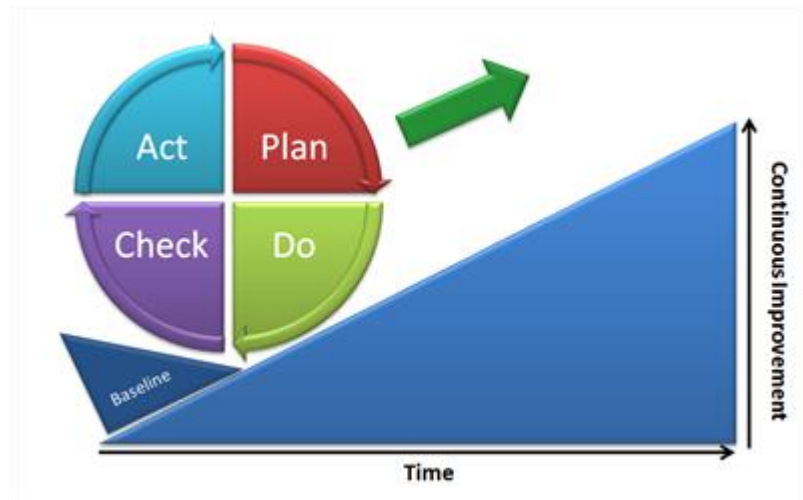 Act
Plan
Check
Do
Baseline
Continuous Improvement
Time